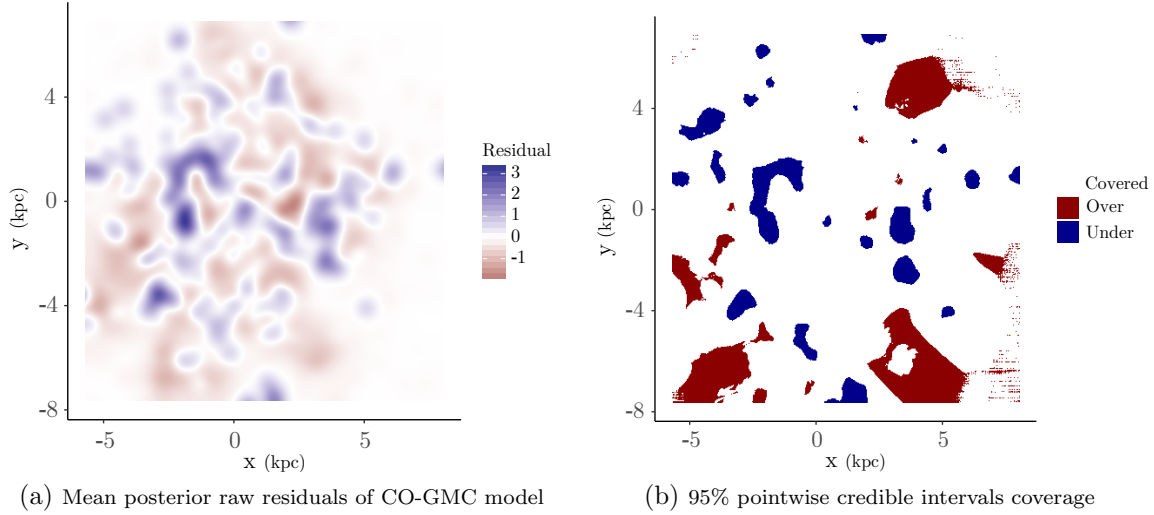 4
0
-4
-8
-5
0
5
x (kpc)
y (kpc)
Residual
3
2
1
0
-1
(a) Mean posterior raw residuals of CO-GMC model
4
0
-4
-8
-5
0
5
x (kpc)
y (kpc)
Covered
Over
Under
(b) 95% pointwise credible intervals coverage